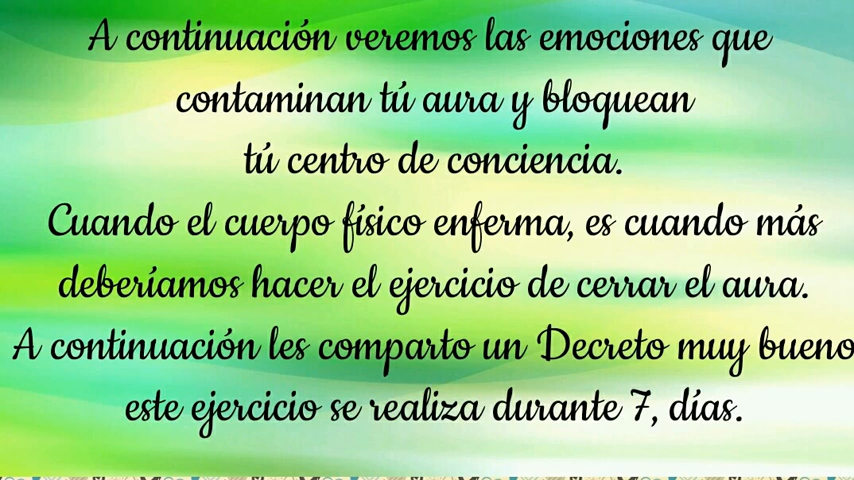 A continuación veremos las emociones que
contaminan tú aura y bloquean
tú centro de conciencia.
Cuando el cuerpo físico enferma, es cuando más
deberíamos hacer el ejercicio de cerrar el aura.
A continuación les comparto un Decreto muy bueno
este ejercicio se realiza durante 7, días.